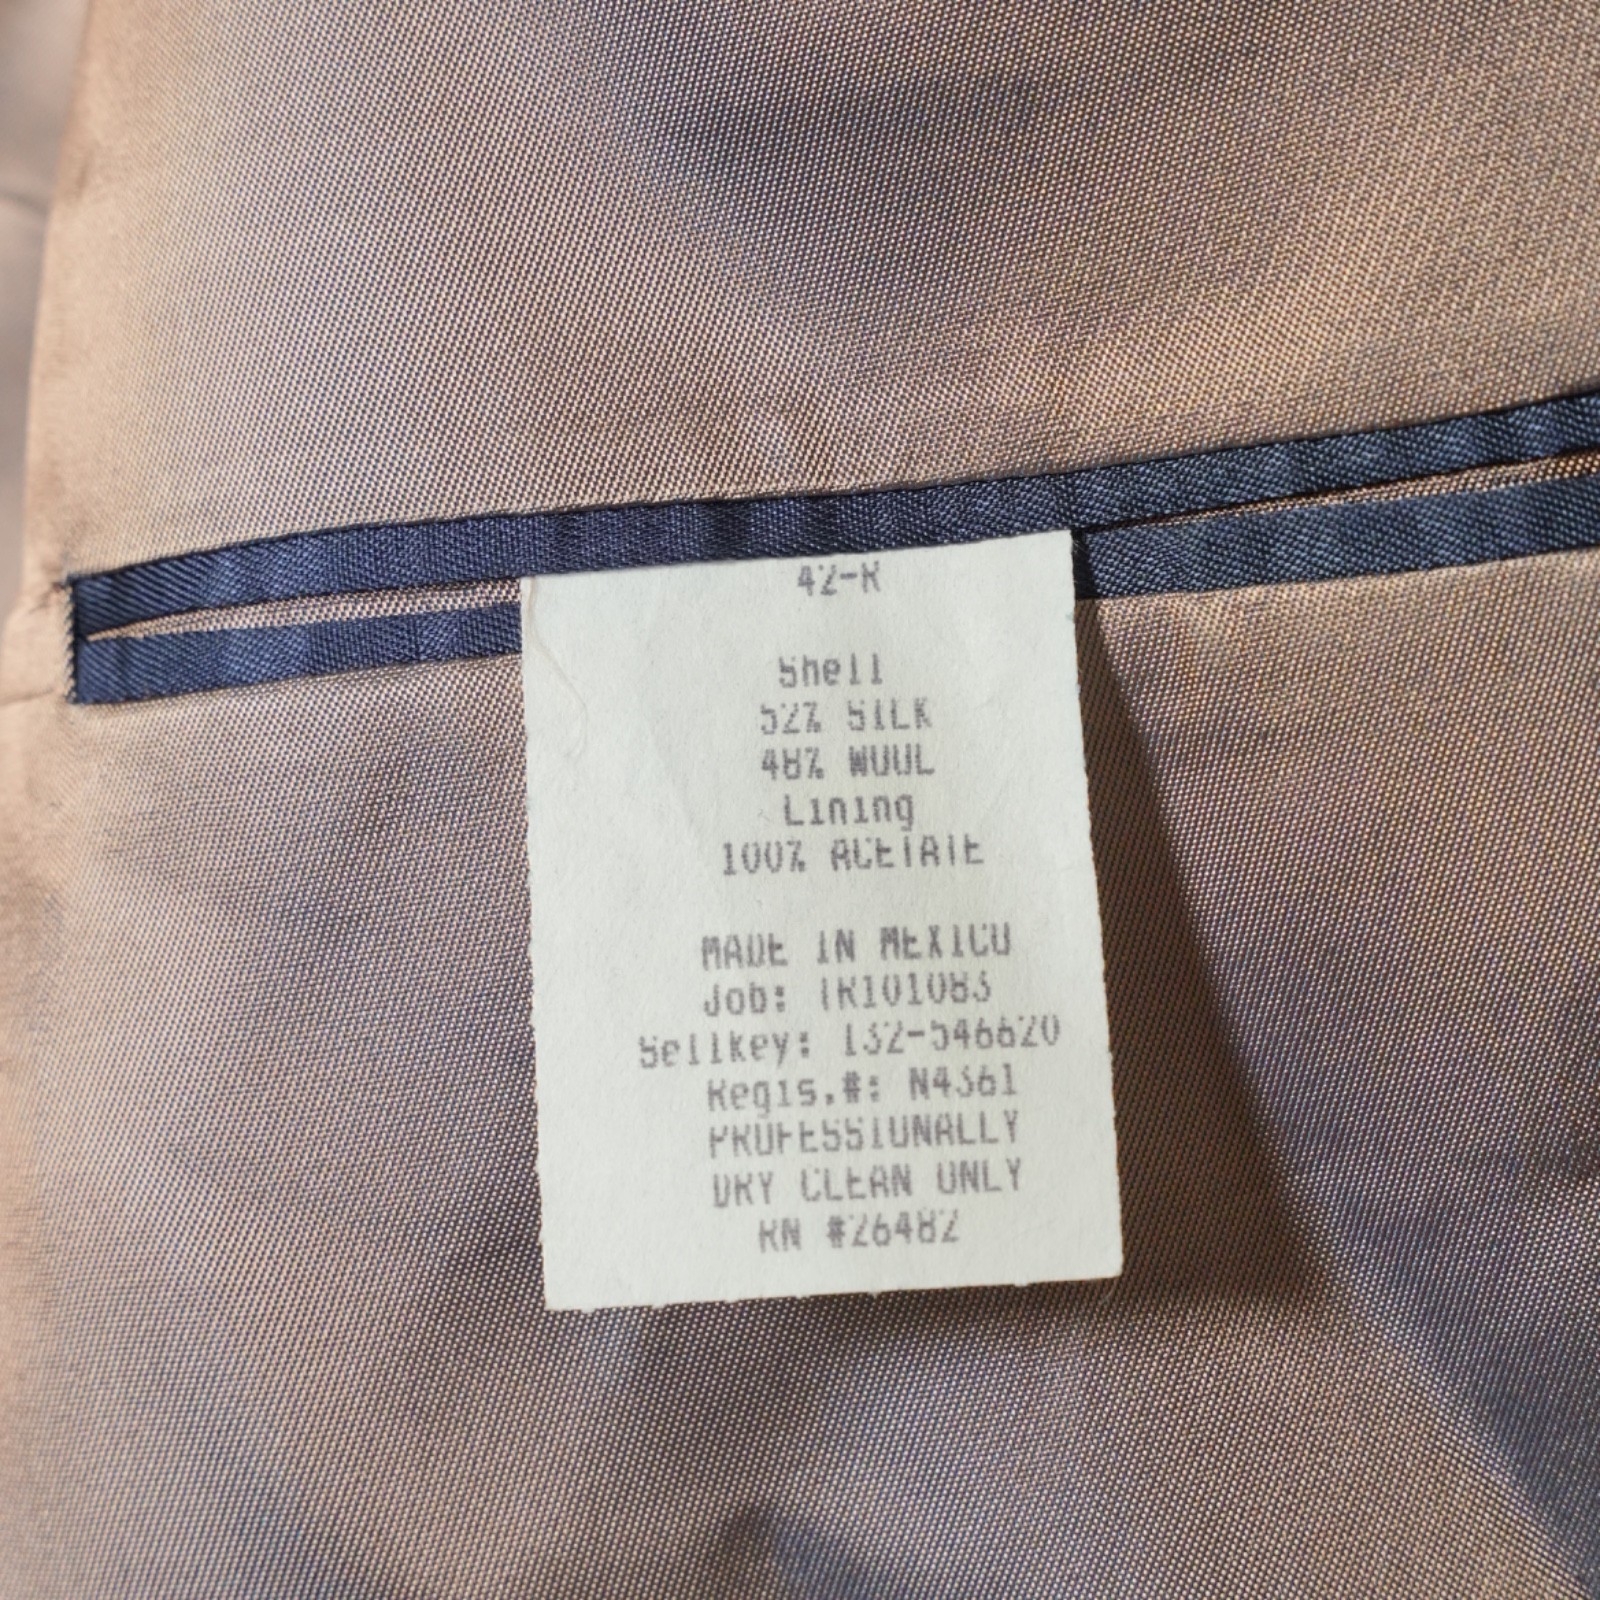 42-R
Shell
52% SILK
48% WOOL
Lining
100% ACETATE
MADE IN MEXICO
Job: TR101083
Sellkey: 132-546620
Regis.#: N4361
PROFESSIONALLY
DRY CLEAN ONLY
RN #26482